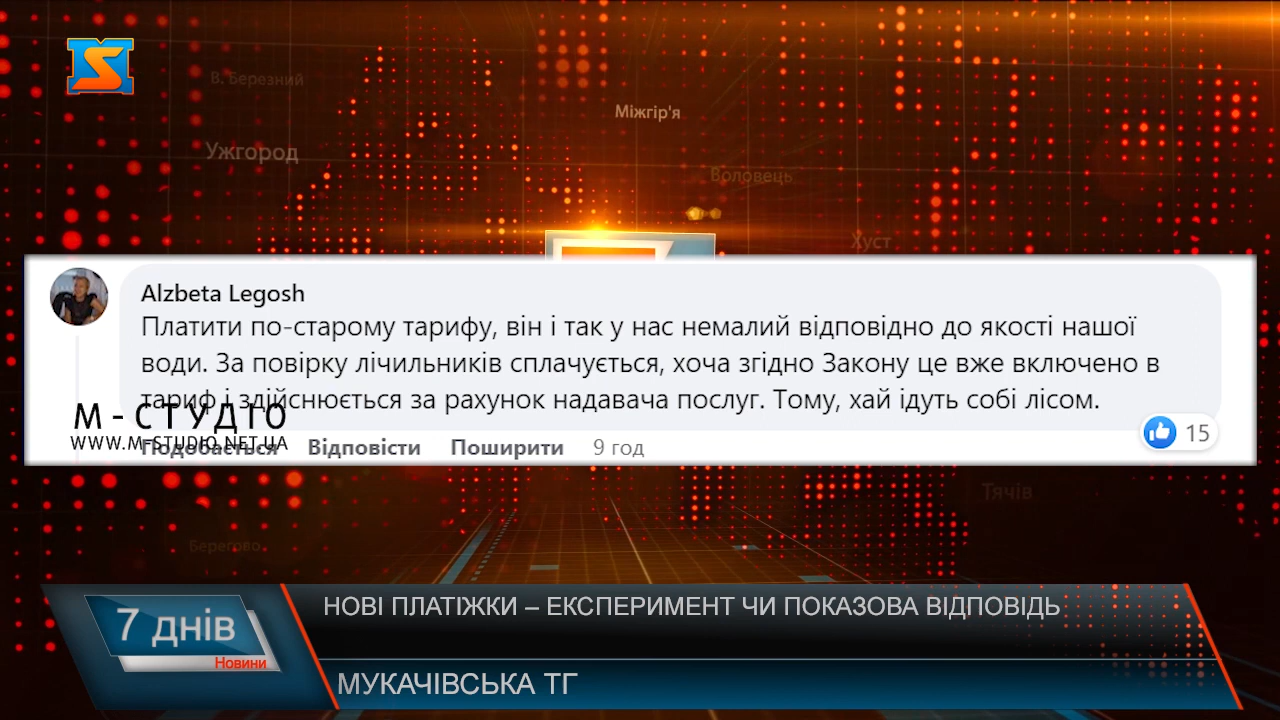 В. Березний
Міжгір'я
Ужгород
Воловець
Хуст
Alzbeta Legosh
Платити по-старому тарифу, він і так у нас немалий відповідно до якості нашої
води. За повірку лічильників сплачується, хоча згідно Закону це вже включено в
тариф і здійснюється за рахунок надавача послуг. Тому, хай ідуть собі лісом.
М-СТУДІО
WWW.M-STUDIO.NET.UA
15
Подобається Відповісти Поширити 9 год
Тячів
Берегово
НОВІ ПЛАТІЖКИ – ЕКСПЕРИМЕНТ ЧИ ПОКАЗОВА ВІДПОВІДЬ
7 днів
Новини
МУКАЧІВСЬКА ТГ